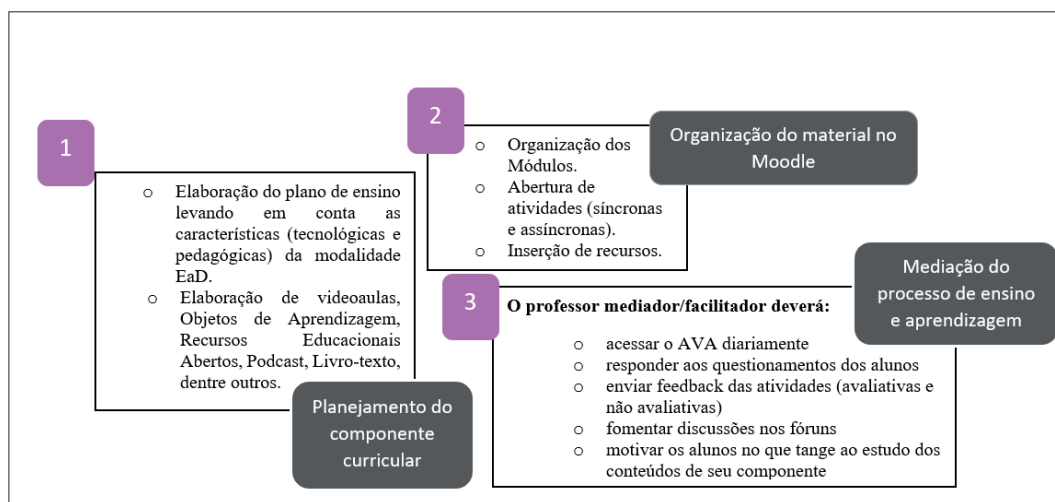 1
o Elaboração do plano de ensino
levando em conta as
características (tecnológicas e
pedagógicas) da modalidade
EaD.
o Elaboração de videoaulas,
Objetos de Aprendizagem,
Recursos Educacionais
Abertos, Podcast, Livro-texto,
dentre outros.
Planejamento do
componente
curricular
2
o Organização dos
Módulos.
o Abertura de
atividades (síncronas
e assíncronas).
o Inserção de recursos.
Organização do material no
Moodle
3
O professor mediador/facilitador deverá:
o acessar o AVA diariamente
o responder aos questionamentos dos alunos
o enviar feedback das atividades (avaliativas e
não avaliativas)
o fomentar discussões nos fóruns
o motivar os alunos no que tange ao estudo dos
conteúdos de seu componente
Mediação do
processo de ensino
e aprendizagem